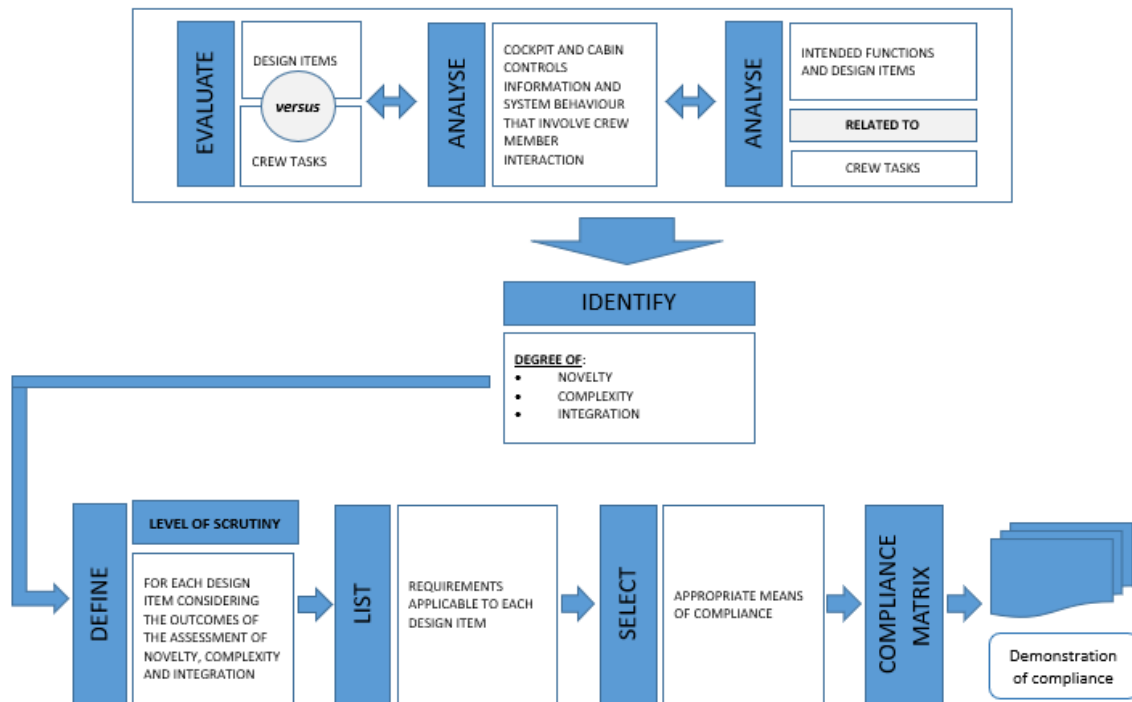 EVALUATE
DESIGN ITEMS
versus
CREW TASKS
ANALYSE
COCKPIT AND CABIN
CONTROLS
INFORMATION AND
SYSTEM BEHAVIOUR
THAT INVOLVE CREW
MEMBER
INTERACTION
ANALYSE
INTENDED FUNCTIONS
AND DESIGN ITEMS
RELATED TO
CREW TASKS
IDENTIFY
DEGREE OF:
• NOVELTY
• COMPLEXITY
• INTEGRATION
DEFINE
LEVEL OF SCRUTINY
FOR EACH DESIGN
ITEM CONSIDERING
THE OUTCOMES OF
THE ASSESSMENT OF
NOVELTY, COMPLEXITY
AND INTEGRATION
LIST
REQUIREMENTS
APPLICABLE TO EACH
DESIGN ITEM
SELECT
APPROPRIATE MEANS
OF COMPLIANCE
COMPLIANCE
MATRIX
Demonstration
of compliance